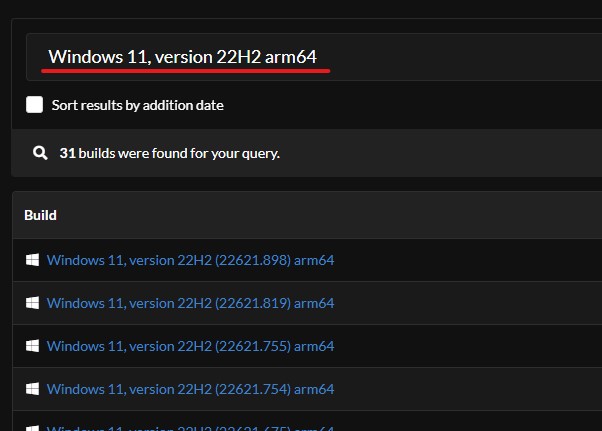 Windows 11, version 22H2 arm64
Sort results by addition date
31 builds were found for your query.
Build
Windows 11, version 22H2 (22621.898) arm64
Windows 11, version 22H2 (22621.819) arm64
Windows 11, version 22H2 (22621.755) arm64
Windows 11, version 22H2 (22621.754) arm64
Windows 11, version 22H2 (22621.675) arm64